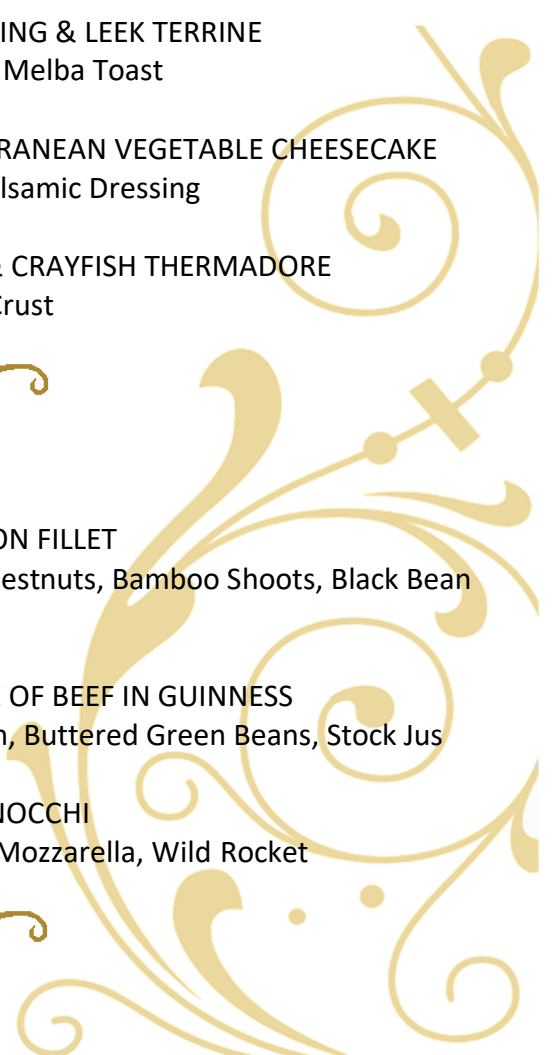 ING & LEEK TERRINE
Melba Toast
RANEAN VEGETABLE CHEESECAKE
lsamic Dressing
& CRAYFISH THERMADORE
Crust
ON FILLET
estnuts, Bamboo Shoots, Black Bean
OF BEEF IN GUINNESS
n, Buttered Green Beans, Stock Jus
NOCCHI
Mozzarella, Wild Rocket